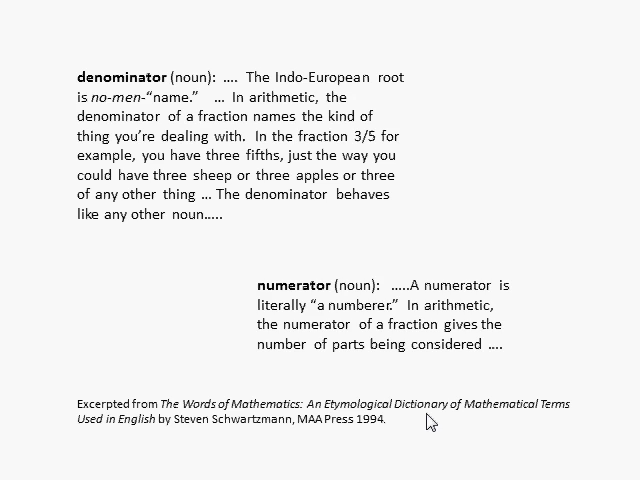 denominator (noun): .... The Indo-European root
is no-men-“name.” ... In arithmetic, the
denominator of a fraction names the kind of
thing you’re dealing with. In the fraction 3/5 for
example, you have three fifths, just the way you
could have three sheep or three apples or three
of any other thing ... The denominator behaves
like any other noun.....
numerator (noun): .....A numerator is
literally “a numberer.” In arithmetic,
the numerator of a fraction gives the
number of parts being considered ....
Excerpted from The Words of Mathematics: An Etymological Dictionary of Mathematical Terms
Used in English by Steven Schwartzmann, MAA Press 1994.